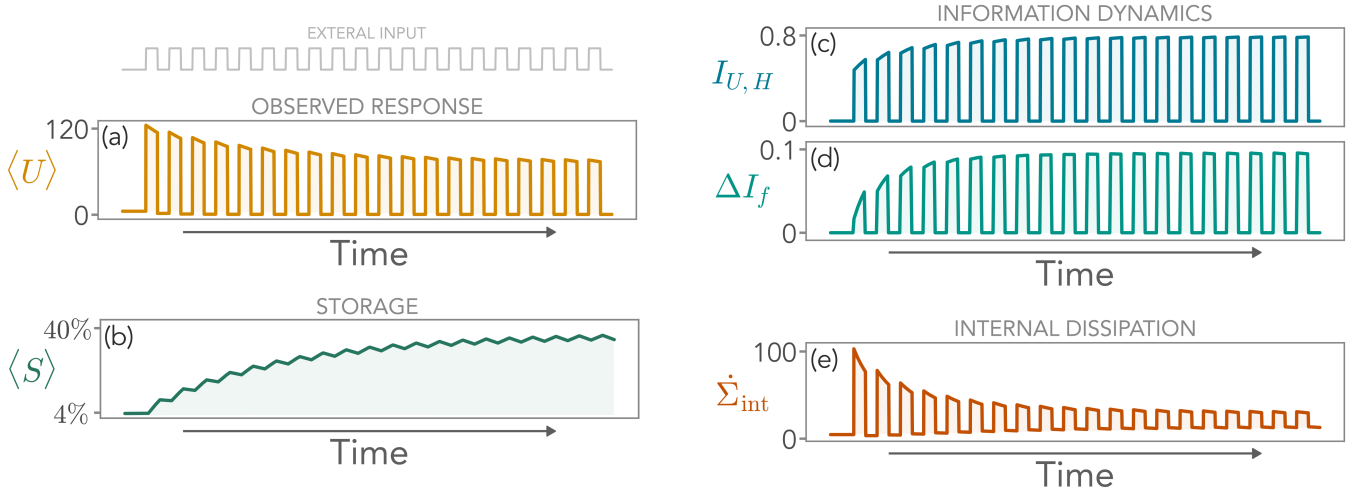 EXTERAL INPUT
OBSERVED RESPONSE
(a)
120
⟨U⟩
0
Time
STORAGE
40%
(b)
⟨S⟩
4%
Time
INFORMATION DYNAMICS
0.8
(c)
I_{U, H}
0
0.1
(d)
ΔI_f
0
Time
INTERNAL DISSIPATION
100
(e)
Σ̇_int
0
Time